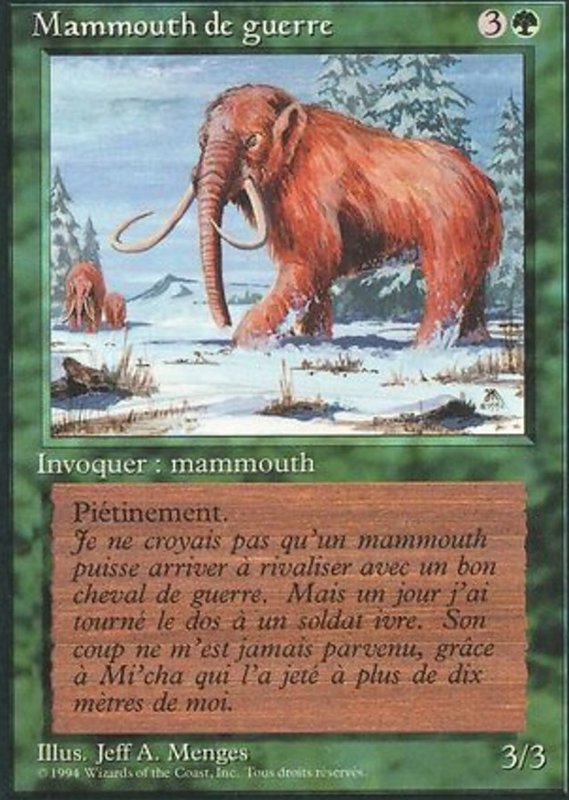 Mammouth de guerre 3
Invoquer : mammouth
Piétinement.
Je ne croyais pas qu'un mammouth
puisse arriver à rivaliser avec un bon
cheval de guerre. Mais un jour j'ai
tourné le dos à un soldat ivre. Son
coup ne m'est jamais parvenu, grâce
à Mi'cha qui l'a jeté à plus de dix
mètres de moi.
Illus. Jeff A. Menges
3/3
© 1994 Wizards of the Coast, Inc. Tous droits réservés.